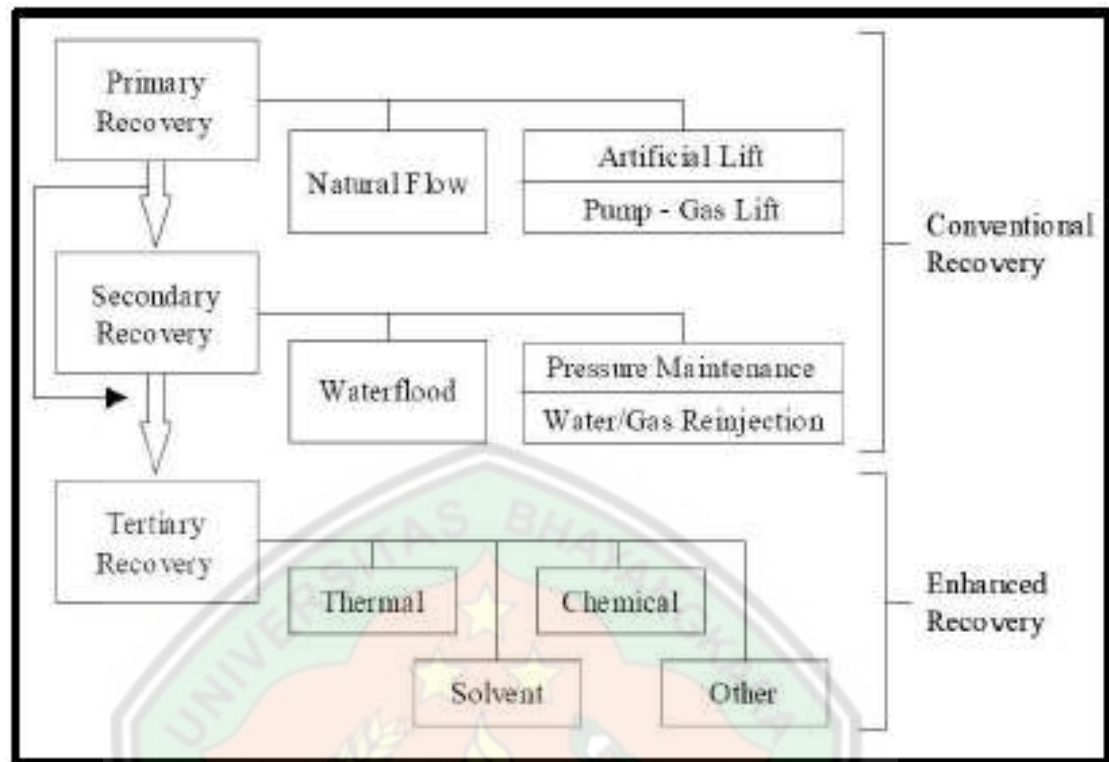 Primary
Recovery
Natural Flow
Artificial Lift
Pump - Gas Lift
Conventional
Recovery
Secondary
Recovery
Waterflood
Pressure Maintenance
Water/Gas Reinjection
Tertiary
Recovery
Thermal
Chemical
Solvent
Other
Enhanced
Recovery
UNIVERSITAS BHAYANGKARA